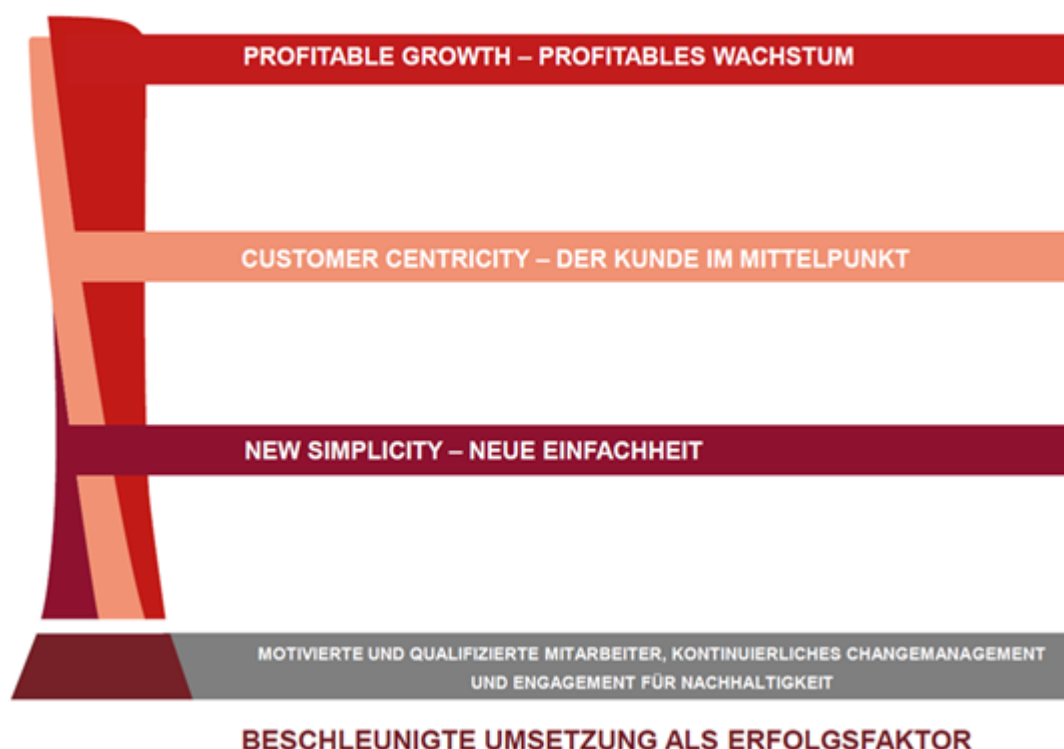 PROFITABLE GROWTH – PROFITABLES WACHSTUM
CUSTOMER CENTRICITY – DER KUNDE IM MITTELPUNKT
NEW SIMPLICITY – NEUE EINFACHHEIT
MOTIVIERTE UND QUALIFIZIERTE MITARBEITER, KONTINUIERLICHES CHANGEMANAGEMENT
UND ENGAGEMENT FÜR NACHHALTIGKEIT
BESCHLEUNIGTE UMSETZUNG ALS ERFOLGSFAKTOR